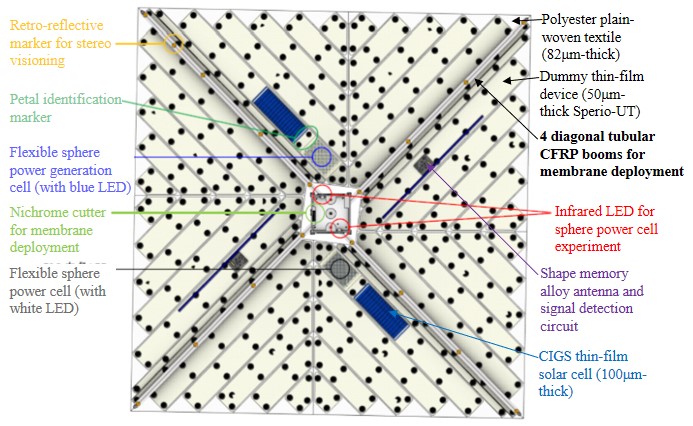 Retro-reflective
marker for stereo
visioning
Petal identification
marker
Flexible sphere
power generation
cell (with blue LED)
Nichrome cutter
for membrane
deployment
Flexible sphere
power cell (with
white LED)
Polyester plain-
woven textile
(82μm-thick)
Dummy thin-film
device (50μm-
thick Sperio-UT)
4 diagonal tubular
CFRP booms for
membrane deployment
Infrared LED for
sphere power cell
experiment
Shape memory
alloy antenna and
signal detection
circuit
CIGS thin-film
solar cell (100μm-
thick)